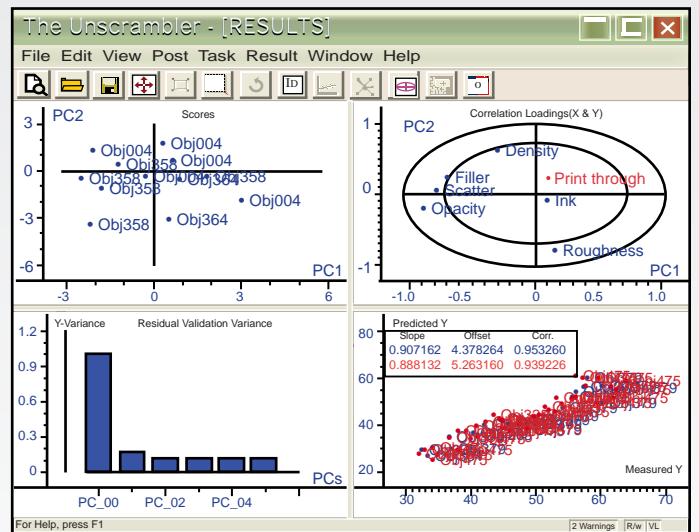 The Unscrambler - [RESULTS]
File Edit View Post Task Result Window Help
ID
PC2
Scores
3
0
-3
-6
Obj004
Obj004
Obj358
Obj004
Obj358
Obj004
Obj364
Obj358
Obj358
Obj004
Obj358
Obj364
PC1
-3 0 3 6
Correlation Loadings(X & Y)
PC2
1
0
-1
Density
Filler
Print through
Scatter
Ink
Opacity
Roughness
PC1
-1.0 -0.5 0 0.5 1.0
Y-Variance Residual Validation Variance
1.2
0.9
0.6
0.3
0
PCs
PC_00 PC_02 PC_04
Predicted Y
Slope Offset Corr.
0.907162 4.378264 0.953260
0.888132 5.263160 0.939226
80
60
40
20
Measured Y
30 40 50 60 70
For Help, press F1
2 Warnings R/w VL